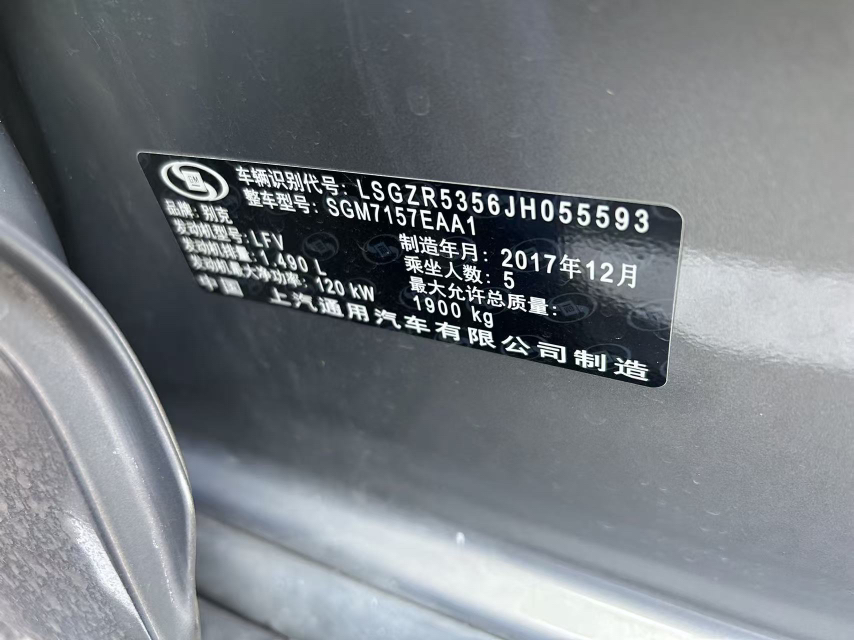 车辆识别代号: LSGZR5356JH055593
整车型号: SGM7157EAA1
品牌: 别克
发动机型号: LFV
制造年月: 2017年12月
发动机排量: 1.490 L
乘坐人数: 5
发动机最大净功率: 120 kW
最大允许总质量:
1900 kg
中国 上汽通用汽车有限公司制造